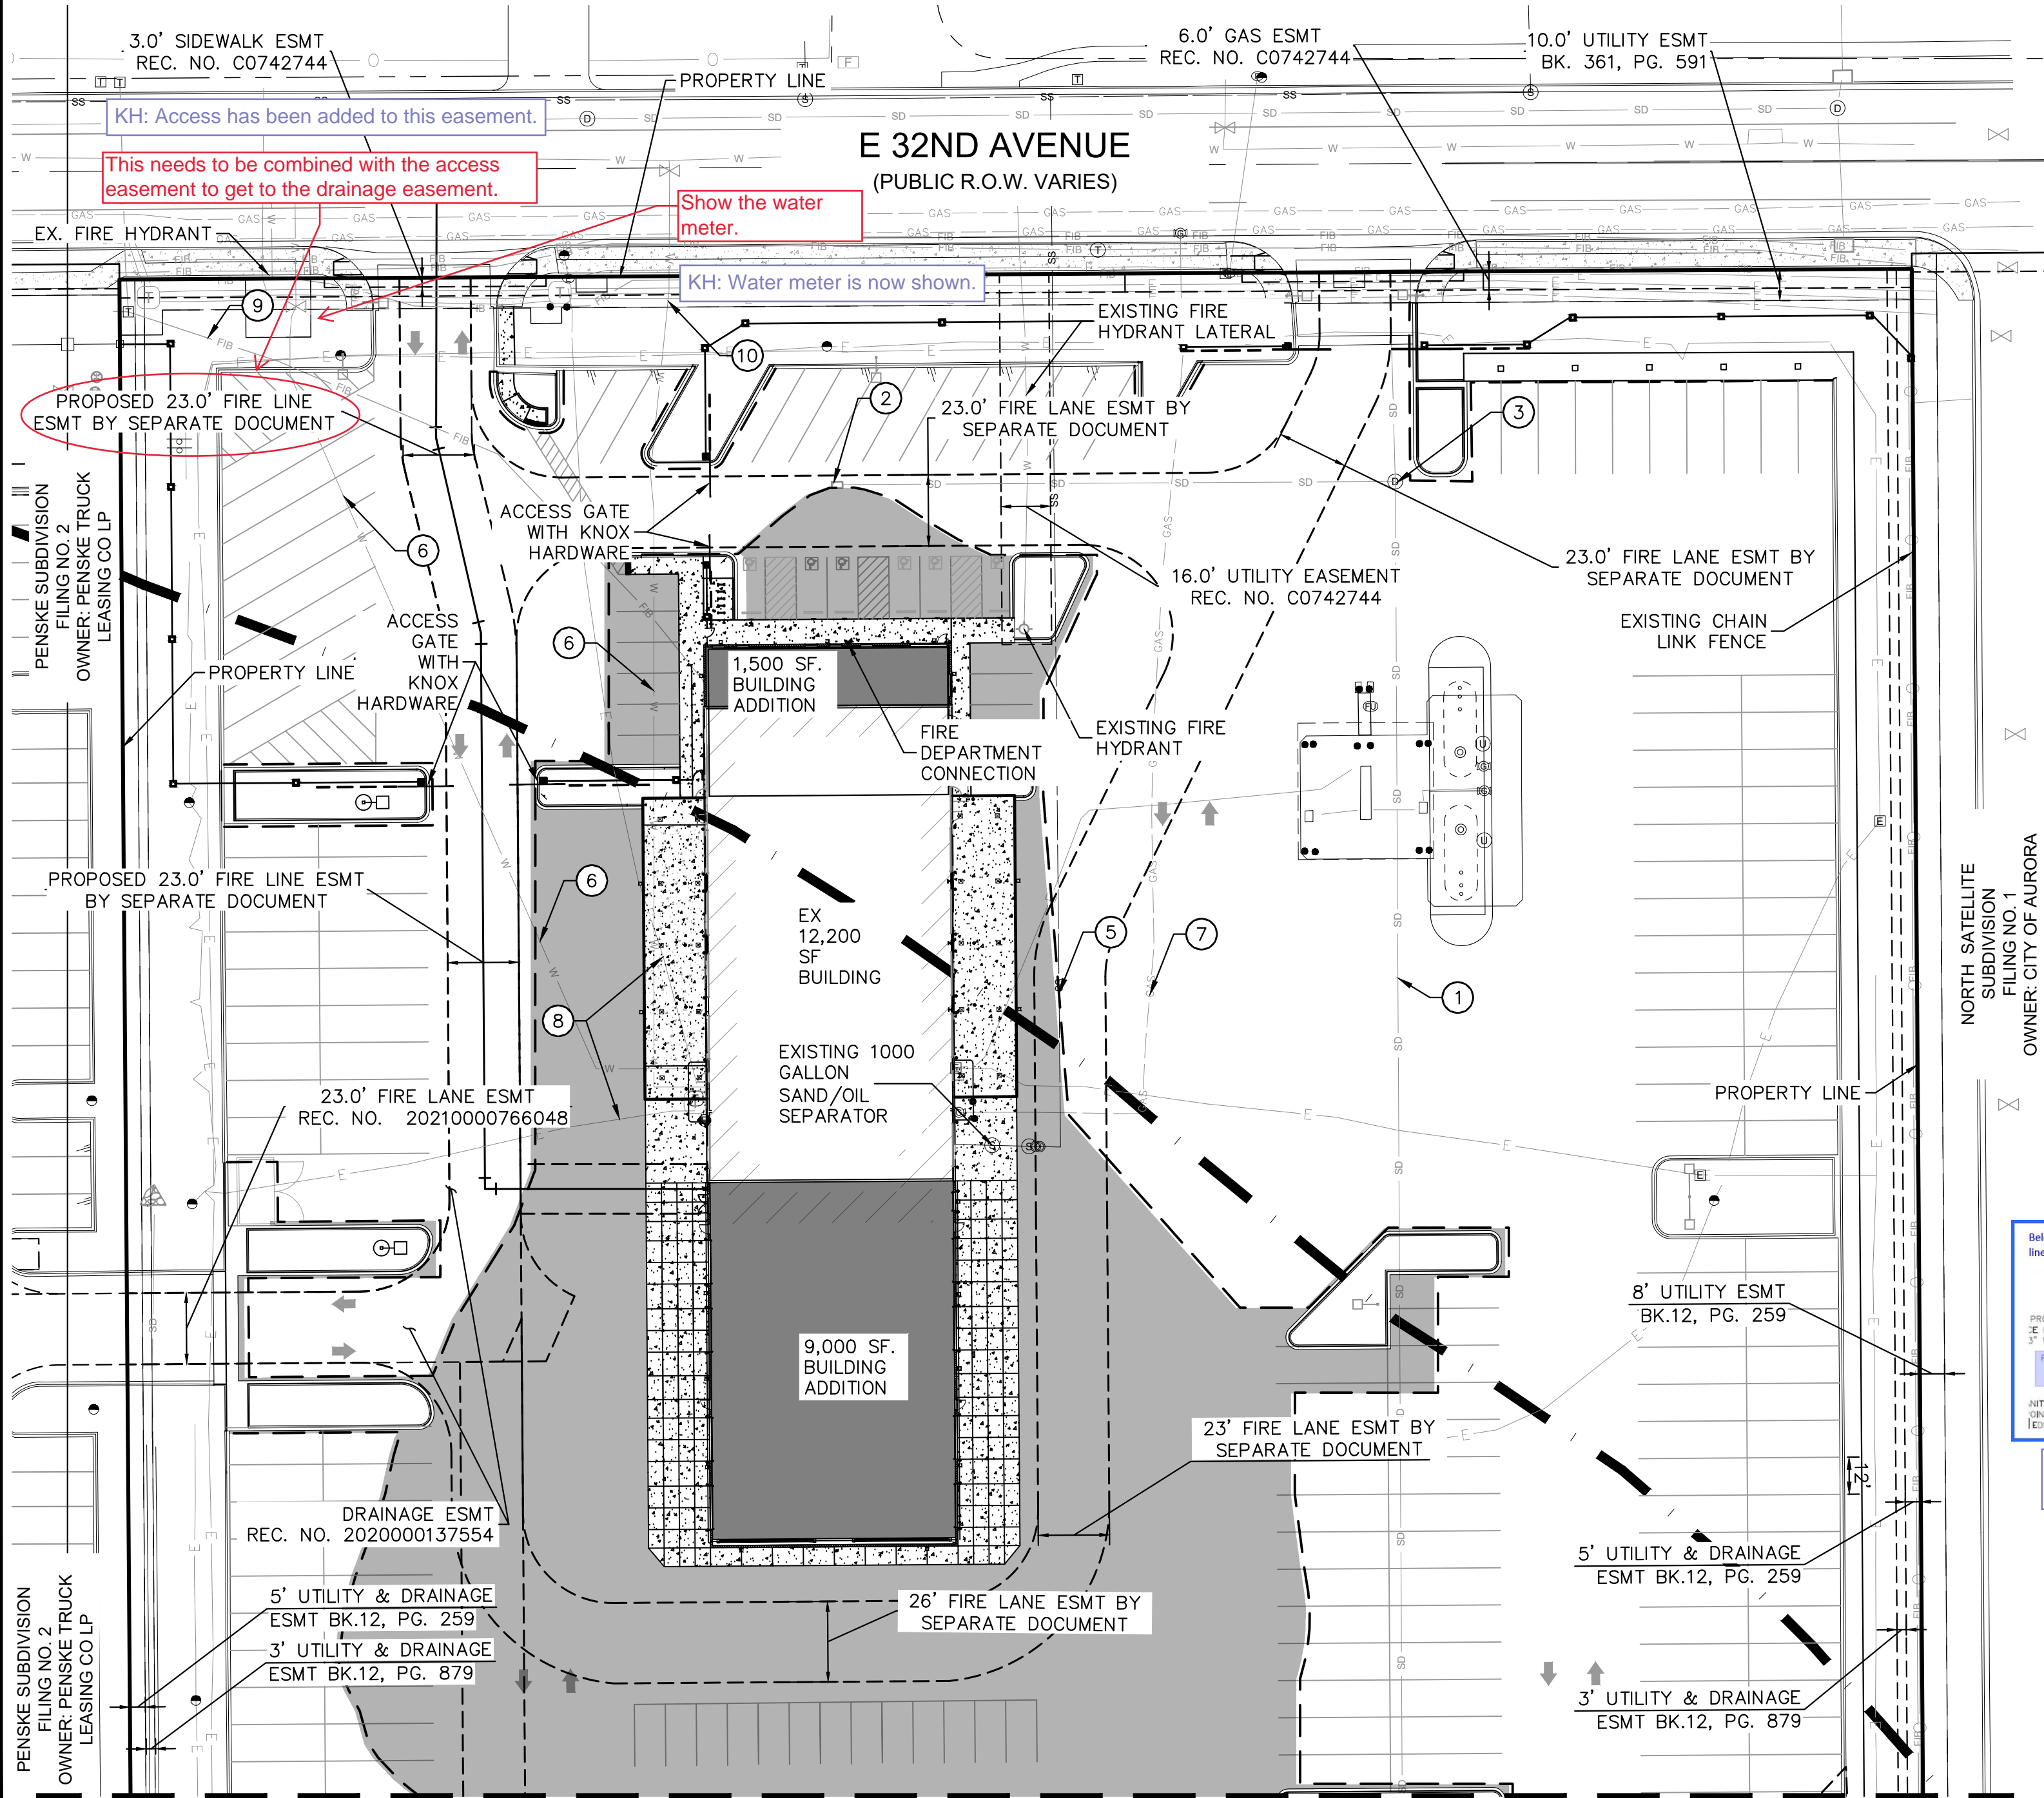 3.0' SIDEWALK ESMT
REC. NO. C0742744
PROPERTY LINE
6.0' GAS ESMT
REC. NO. C0742744
10.0' UTILITY ESMT
BK. 361, PG. 591
KH: Access has been added to this easement.
E 32ND AVENUE
(PUBLIC R.O.W. VARIES)
This needs to be combined with the access
easement to get to the drainage easement.
Show the water
meter.
EX. FIRE HYDRANT
KH: Water meter is now shown.
9
EXISTING FIRE
HYDRANT LATERAL
10
2
3
PROPOSED 23.0' FIRE LINE
ESMT BY SEPARATE DOCUMENT
23.0' FIRE LANE ESMT BY
SEPARATE DOCUMENT
PENSKE SUBDIVISION
FILING NO. 2
OWNER: PENSKE TRUCK
LEASING CO LP
ACCESS GATE
WITH KNOX
HARDWARE
6
23.0' FIRE LANE ESMT BY
SEPARATE DOCUMENT
16.0' UTILITY EASEMENT
REC. NO. C0742744
EXISTING CHAIN
LINK FENCE
ACCESS
GATE
WITH
KNOX
HARDWARE
6
PROPERTY LINE
1,500 SF.
BUILDING
ADDITION
FIRE
DEPARTMENT
CONNECTION
EXISTING FIRE
HYDRANT
PROPOSED 23.0' FIRE LINE ESMT
BY SEPARATE DOCUMENT
6
EX
12,200
SF
BUILDING
5
7
1
8
NORTH SATELLITE
SUBDIVISION
FILING NO. 1
OWNER: CITY OF AURORA
EXISTING 1000
GALLON
SAND/OIL
SEPARATOR
PROPERTY LINE
23.0' FIRE LANE ESMT
REC. NO. 20210000766048
8' UTILITY ESMT
BK.12, PG. 259
9,000 SF.
BUILDING
ADDITION
23' FIRE LANE ESMT BY
SEPARATE DOCUMENT
12'
DRAINAGE ESMT
REC. NO. 2020000137554
5' UTILITY & DRAINAGE
ESMT BK.12, PG. 259
5' UTILITY & DRAINAGE
ESMT BK.12, PG. 259
26' FIRE LANE ESMT BY
SEPARATE DOCUMENT
3' UTILITY & DRAINAGE
ESMT BK.12, PG. 879
3' UTILITY & DRAINAGE
ESMT BK.12, PG. 879
PENSKE SUBDIVISION
FILING NO. 2
OWNER: PENSKE TRUCK
LEASING CO LP